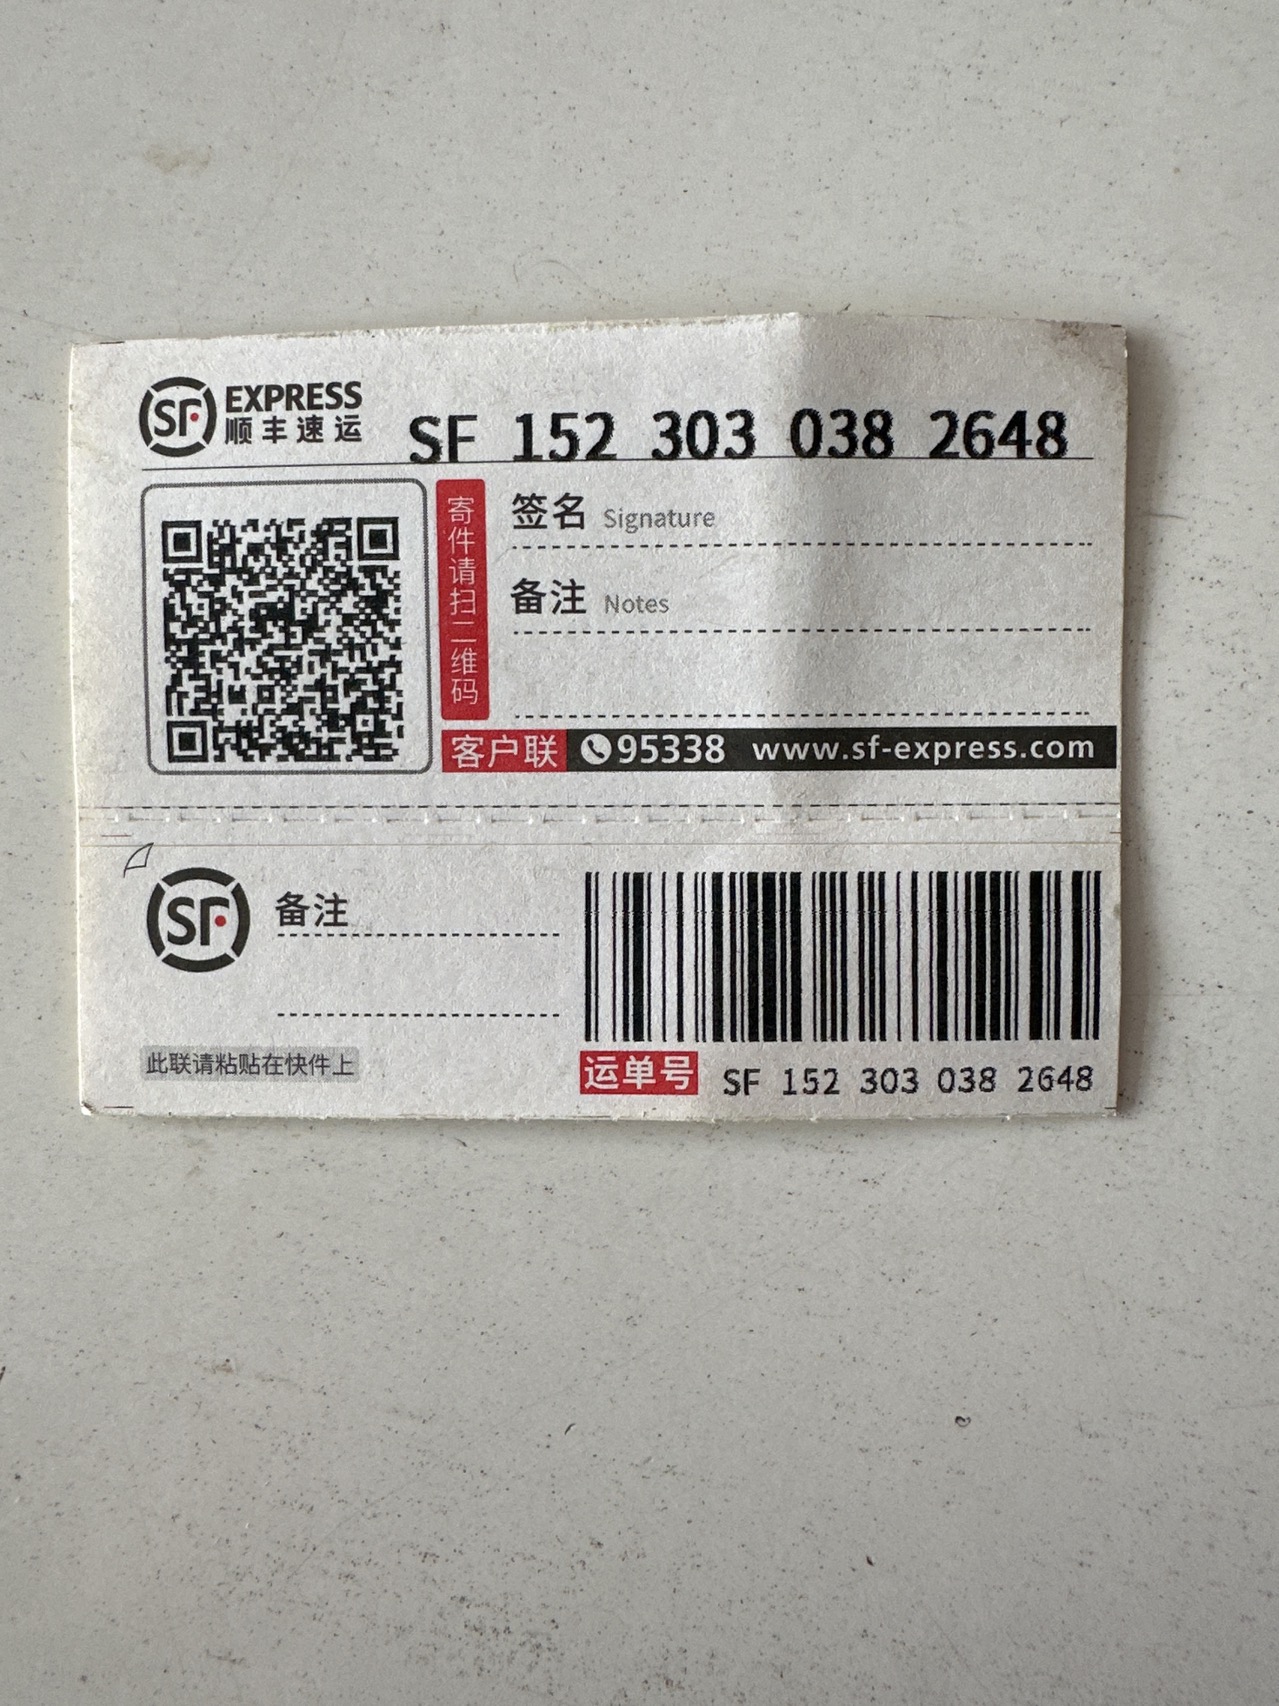 SF EXPRESS
顺丰速运
SF 152 303 038 2648
寄件请扫二维码
签名 Signature
备注 Notes
客户联 95338 www.sf-express.com
SF 备注
此联请粘贴在快件上
运单号 SF 152 303 038 2648